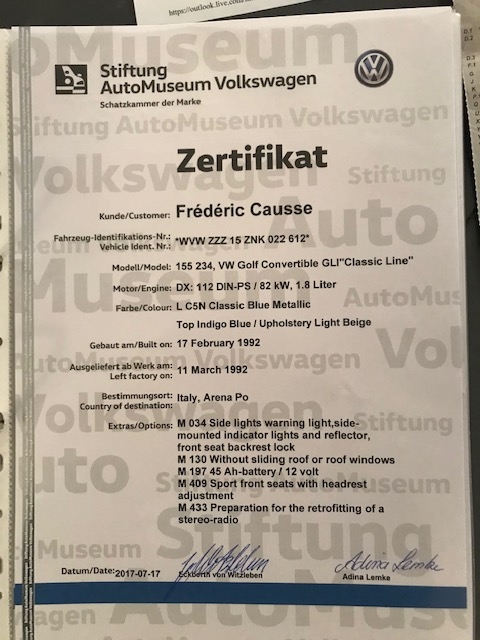 https://outlook.live.com
Stiftung
AutoMuseum Volkswagen
Schatzkammer der Marke
Zertifikat
Kunde/Customer: Frédéric Causse
Fahrzeug-Identifikations-Nr.:
Vehicle Ident. Nr.: *WVW ZZZ 15 ZNK 022 612*
Modell/Model: 155 234, VW Golf Convertible GLI"Classic Line"
Motor/Engine: DX: 112 DIN-PS / 82 kW, 1.8 Liter
Farbe/Colour: L C5N Classic Blue Metallic
Top Indigo Blue / Upholstery Light Beige
Gebaut am/Built on: 17 February 1992
Ausgeliefert ab Werk am:
Left factory on: 11 March 1992
Bestimmungsort:
Country of destination: Italy, Arena Po
Extras/Options: M 034 Side lights warning light,side-
mounted indicator lights and reflector,
front seat backrest lock
M 130 Without sliding roof or roof windows
M 197 45 Ah-battery / 12 volt
M 409 Sport front seats with headrest
adjustment
M 433 Preparation for the retrofitting of a
stereo-radio
Datum/Date: 2017-07-17
Eckberth von Witzleben
Adina Lemke
Adina Lemke